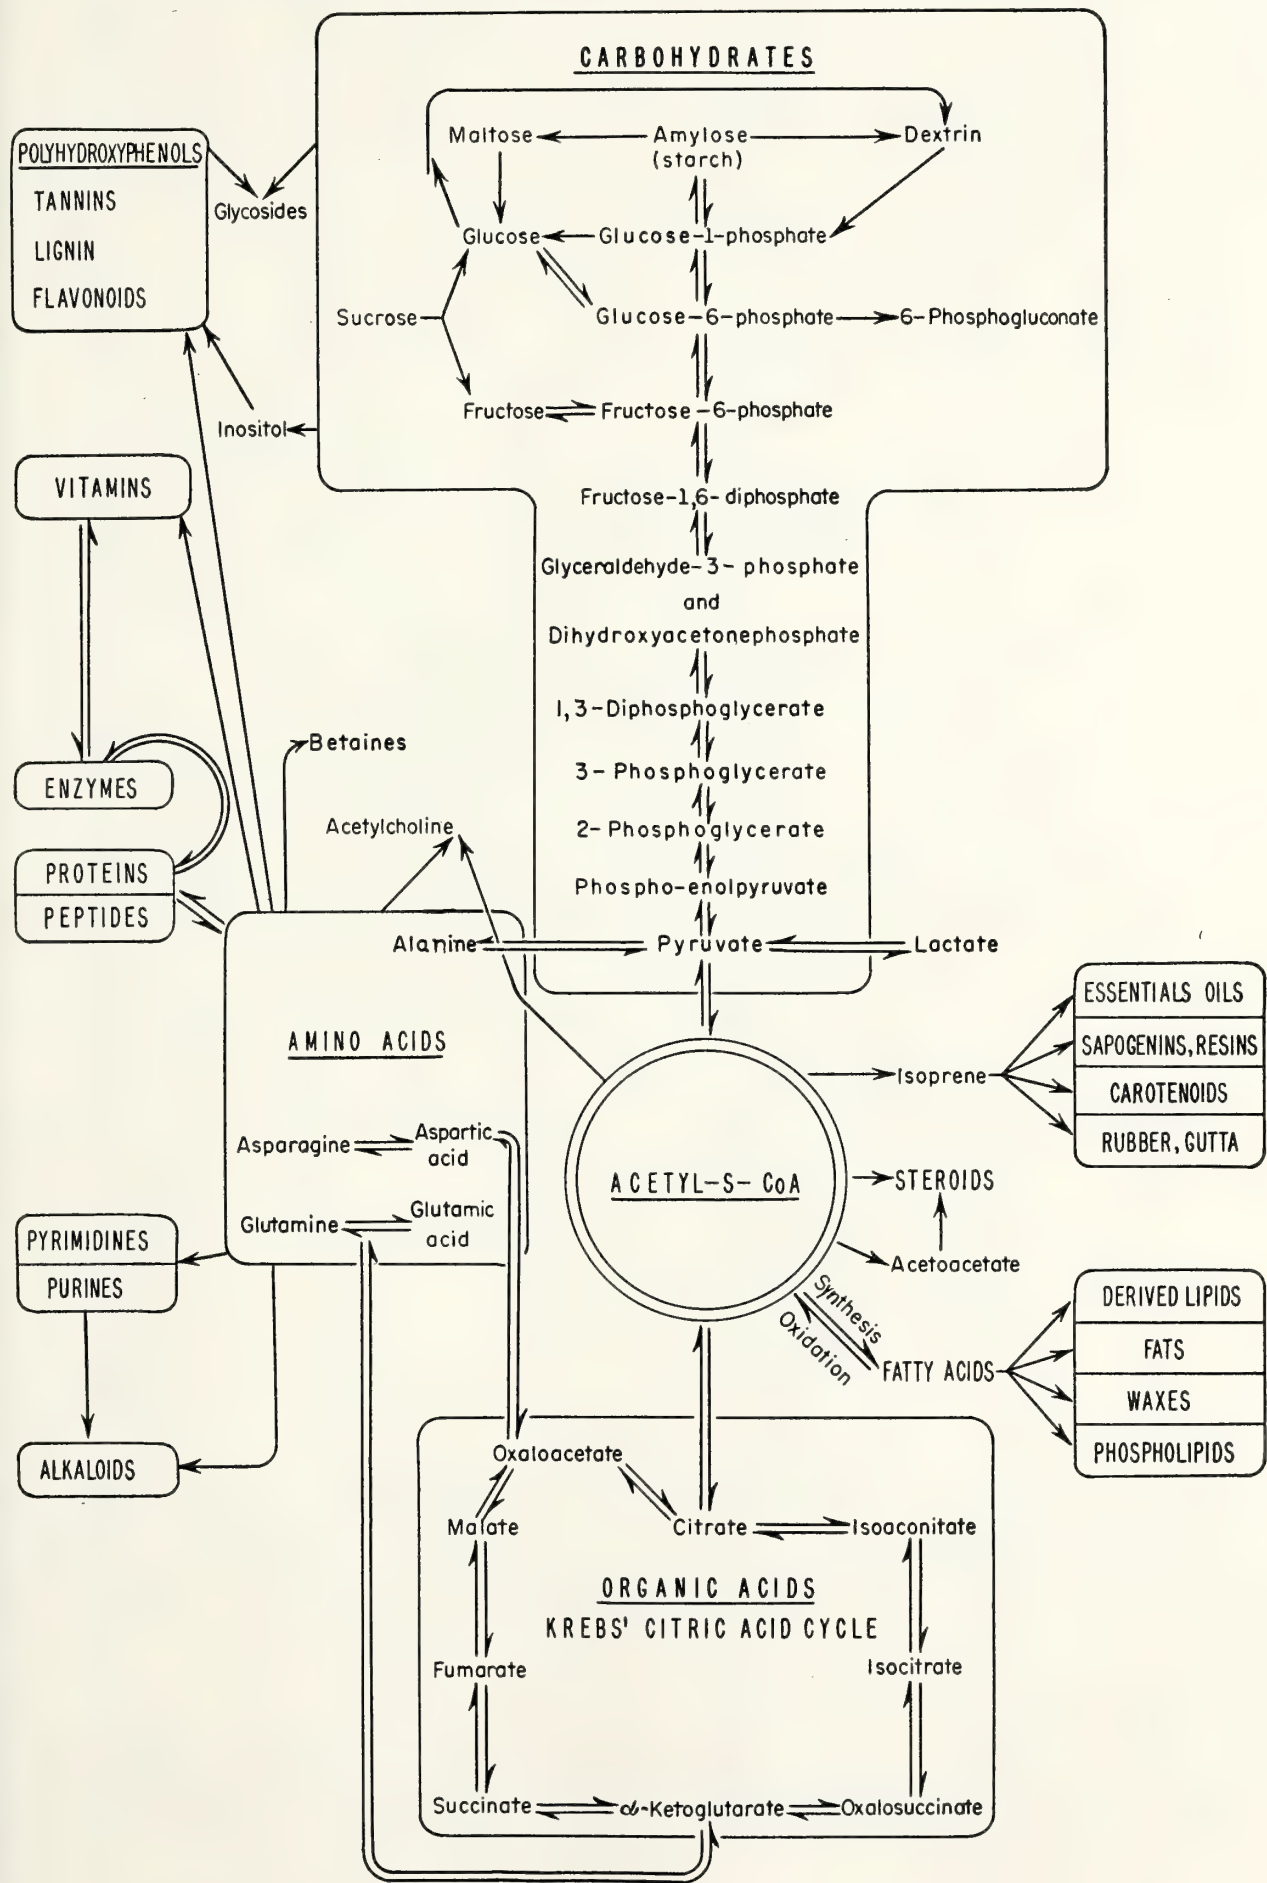 CARBOHYDRATES
Maltose
Amylose
(starch)
Dextrin
POLYHYDROXYPHENOLS
TANNINS
LIGNIN
FLAVONOIDS
Glycosides
Glucose
Glucose-1-phosphate
Sucrose
Glucose-6-phosphate
6-Phosphogluconate
Fructose
Fructose-6-phosphate
Inositol
VITAMINS
Fructose-1,6-diphosphate
Glyceraldehyde-3-phosphate
and
Dihydroxyacetonephosphate
1,3-Diphosphoglycerate
Betaines
3-Phosphoglycerate
ENZYMES
Acetylcholine
2-Phosphoglycerate
PROTEINS
PEPTIDES
Phospho-enolpyruvate
Alanine
Pyruvate
Lactate
AMINO ACIDS
ESSENTIALS OILS
SAPOGENINS, RESINS
CAROTENOIDS
RUBBER, GUTTA
Isoprene
Asparagine
Aspartic
acid
ACETYL-S-CoA
STEROIDS
Glutamine
Glutamic
acid
Acetoacetate
PYRIMIDINES
PURINES
Synthesis
Oxidation
FATTY ACIDS
DERIVED LIPIDS
FATS
WAXES
PHOSPHOLIPIDS
ALKALOIDS
Oxaloacetate
Malate
Citrate
Isoaconitate
ORGANIC ACIDS
KREBS' CITRIC ACID CYCLE
Fumarate
Isocitrate
Succinate
α-Ketoglutarate
Oxalosuccinate